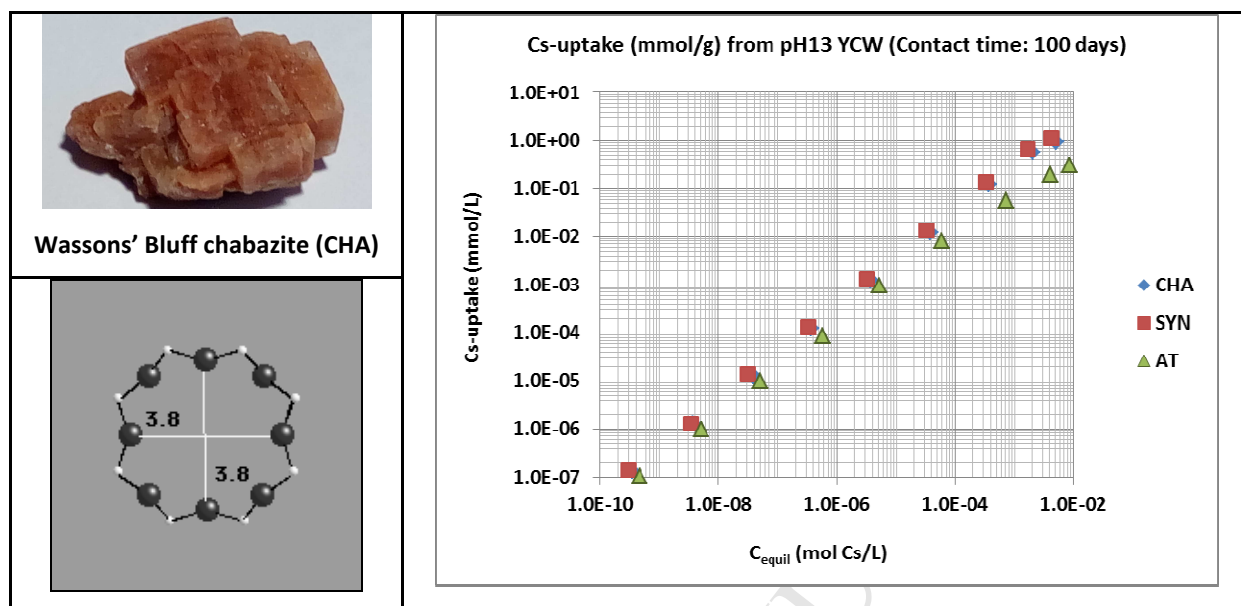 Wassons’ Bluff chabazite (CHA)
3.8
3.8
Cs-uptake (mmol/g) from pH13 YCW (Contact time: 100 days)
Cs-uptake (mmol/L)
1.0E+01
1.0E+00
1.0E-01
1.0E-02
1.0E-03
1.0E-04
1.0E-05
1.0E-06
1.0E-07
1.0E-10
1.0E-08
1.0E-06
1.0E-04
1.0E-02
Cequil (mol Cs/L)
CHA
SYN
AT